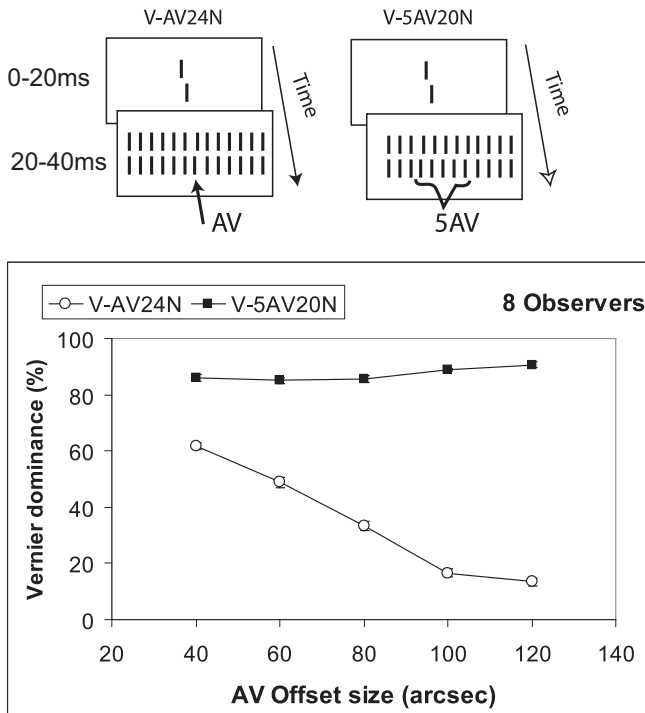 V-AV24N
V-5AV20N
0-20ms
Time
Time
20-40ms
AV
5AV
V-AV24N V-5AV20N 8 Observers
Vernier dominance (%)
100
80
60
40
20
0
20 40 60 80 100 120 140
AV Offset size (arcsec)